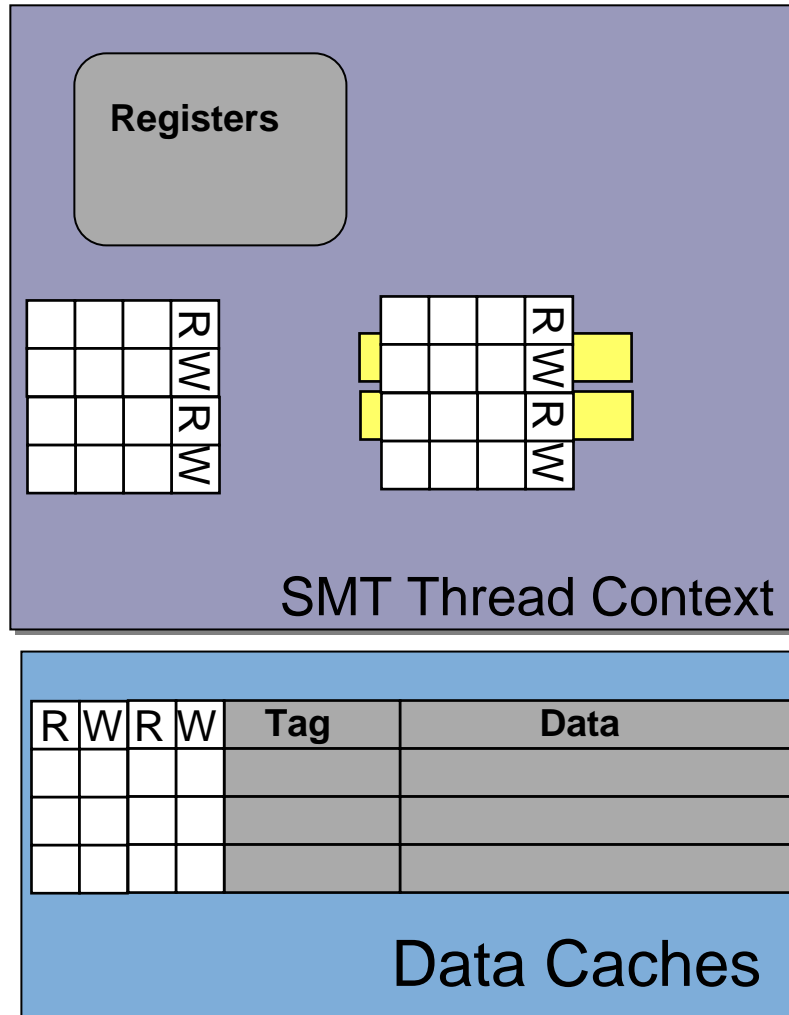 Registers
R
W
R
W
R
W
R
W
SMT Thread Context
R W R W Tag Data
Data Caches